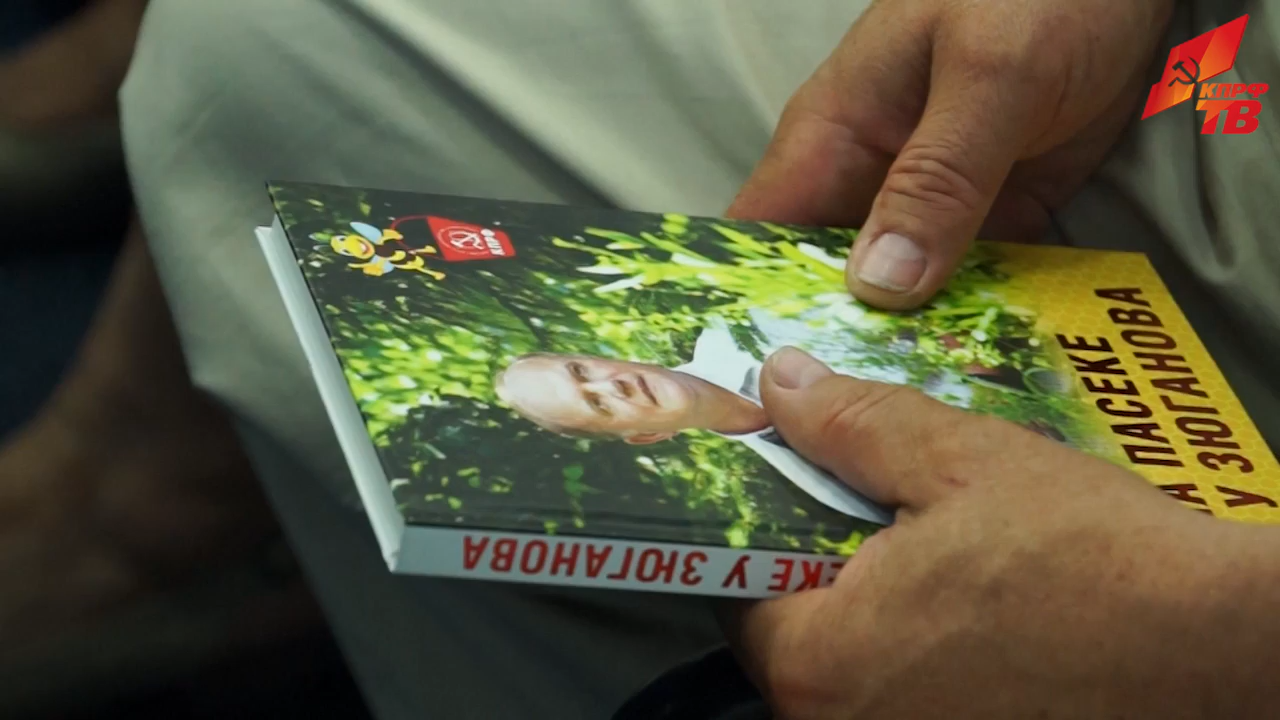 КПРФ
ТВ
КПРФ
А ПАСЕКЕ
У ЗЮГАНОВА
ЕКЕ У ЗЮГАНОВА